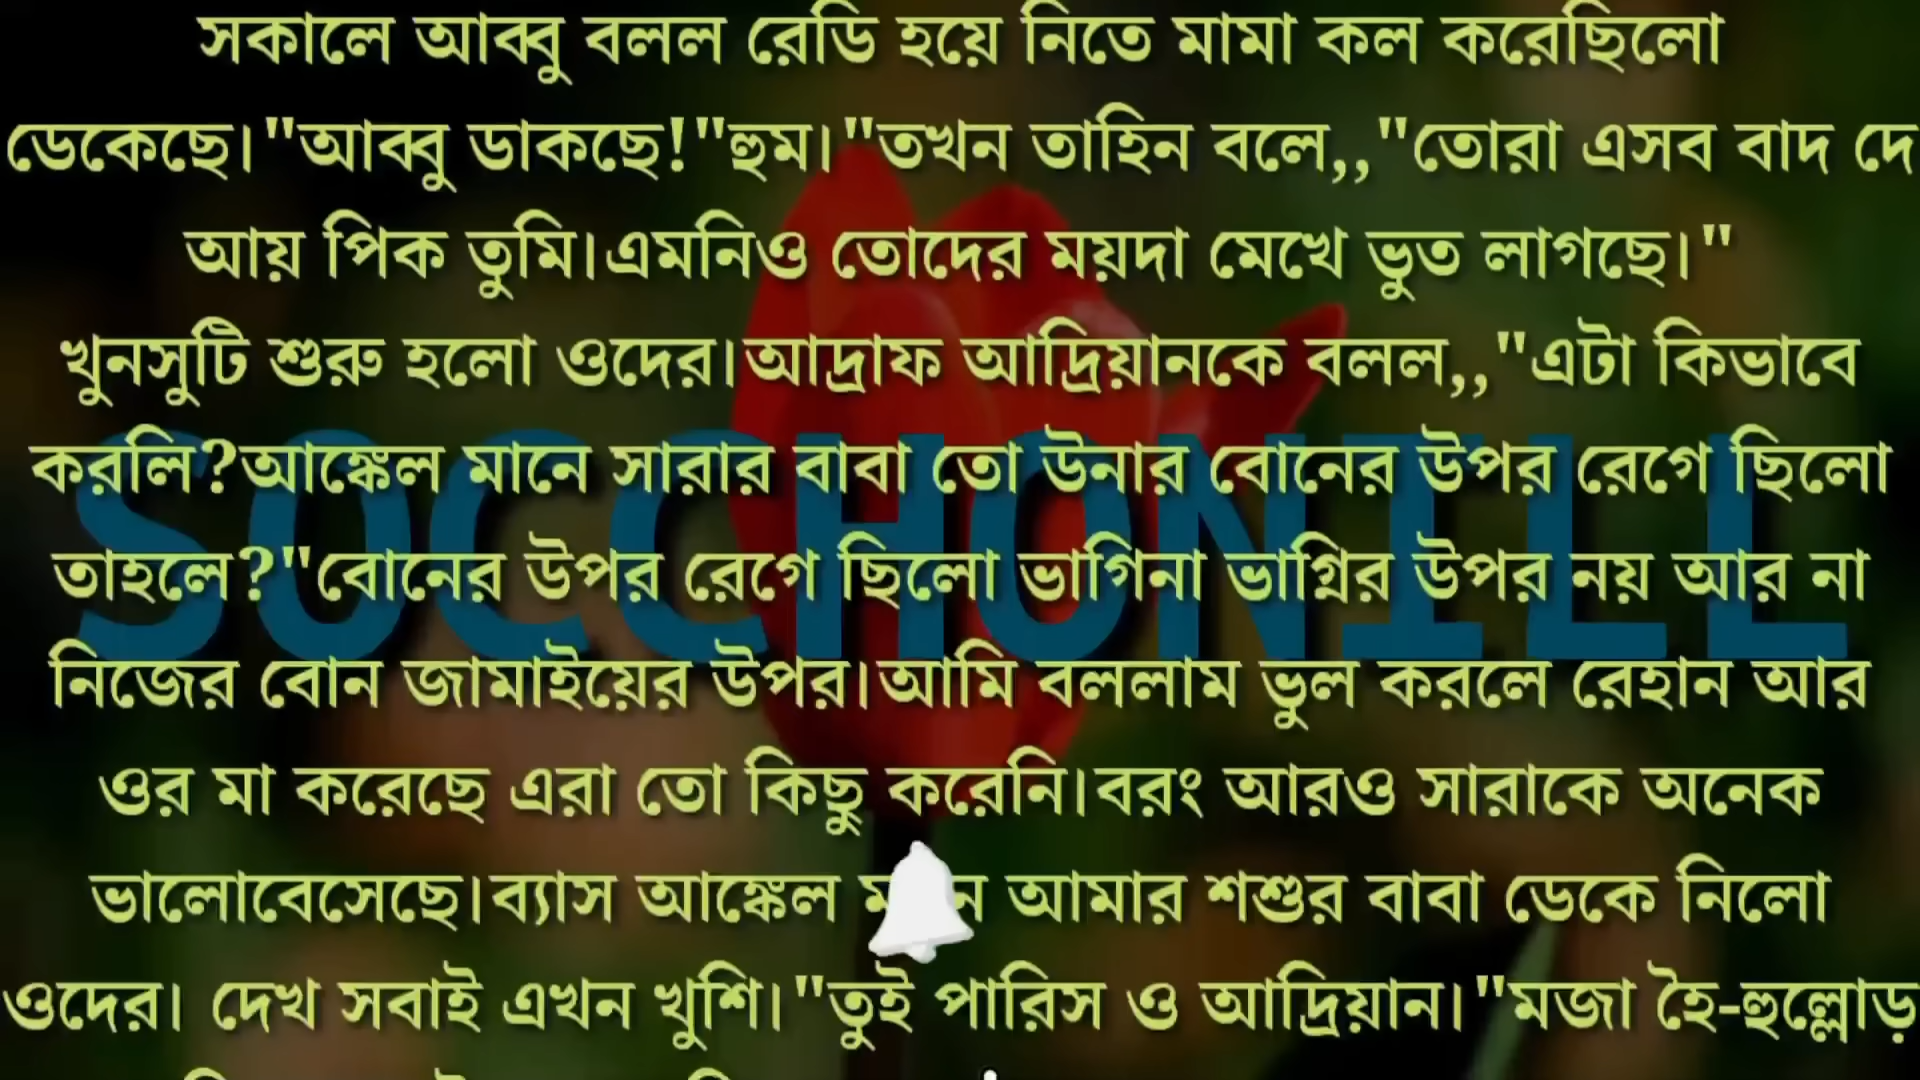 সকালে আব্বু বলল রেডি হয়ে নিতে মামা কল করেছিলো
ডেকেছে।"আব্বু ডাকছে!"হুম।"তখন তাহিন বলে,,"তোরা এসব বাদ দে
আয় পিক তুমি।এমনিও তোদের ময়দা মেখে ভুত লাগছে।"
খুনসুটি শুরু হলো ওদের।আদ্রাফ আদ্রিয়ানকে বলল,,"এটা কিভাবে
করলি?আঙ্কেল মানে সারার বাবা তো উনার বোনের উপর রেগে ছিলো
তাহলে?"বোনের উপর রেগে ছিলো ভাগিনা ভাগ্নির উপর নয় আর না
নিজের বোন জামাইয়ের উপর।আমি বললাম ভুল করলে রেহান আর
ওর মা করেছে এরা তো কিছু করেনি।বরং আরও সারাকে অনেক
ভালোবেসেছে।ব্যাস আঙ্কেল আমার শশুর বাবা ডেকে নিলো
ওদের। দেখ সবাই এখন খুশি।"তুই পারিস ও আদ্রিয়ান।"মজা হৈ-হুল্লোড়
SOCCHONILL